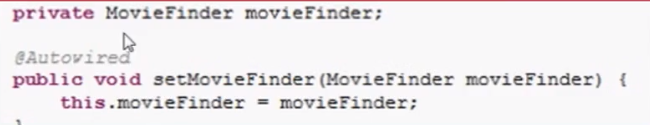 private MovieFinder movieFinder;
@Autowired
public void setMovieFinder(MovieFinder movieFinder) {
this.movieFinder = movieFinder;
}